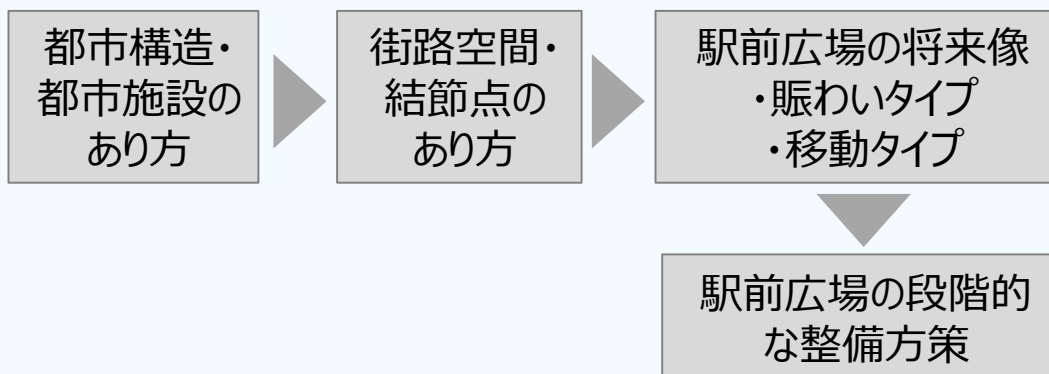 都市構造・
都市施設の
あり方
街路空間・
結節点の
あり方
駅前広場の将来像
・賑わいタイプ
・移動タイプ
駅前広場の段階的
な整備方策